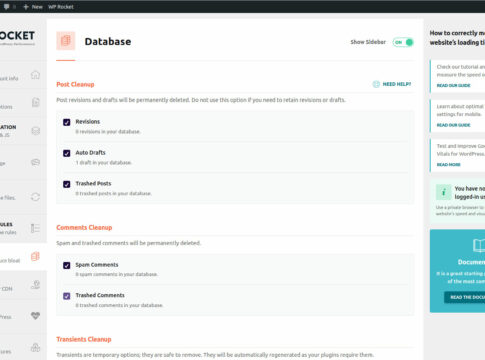 0 + New WP Rocket
OCKET
WordPress Performance
Database
Show Sidebar ON
Post Cleanup
NEED HELP?
Post revisions and drafts will be permanently deleted. Do not use this option if you need to retain revisions or drafts.
Revisions
0 revisions in your database.
Auto Drafts
1 draft in your database.
Trashed Posts
0 trashed posts in your database.
Comments Cleanup
Spam and trashed comments will be permanently deleted.
Spam Comments
0 spam comments in your database.
Trashed Comments
0 trashed comments in your database.
Transients Cleanup
Transients are temporary options; they are safe to remove. They will be automatically regenerated as your plugins require them.
unt info
ptions
ATION
& JS
ge
e files.
RULES
e rules
uce bloat
CDN
Press
ures
How to correctly m
website's loading ti
Check our tutorial an
measure the speed o
READ OUR GUIDE
Learn about optimal
settings for mobile.
READ OUR GUIDE
Test and Improve Goo
Vitals for WordPress.
READ MORE
i
You have no
logged-in us
Use a private browser to
website's speed and visu
Documen
It is a great starting p
of the most com
READ THE DOCU